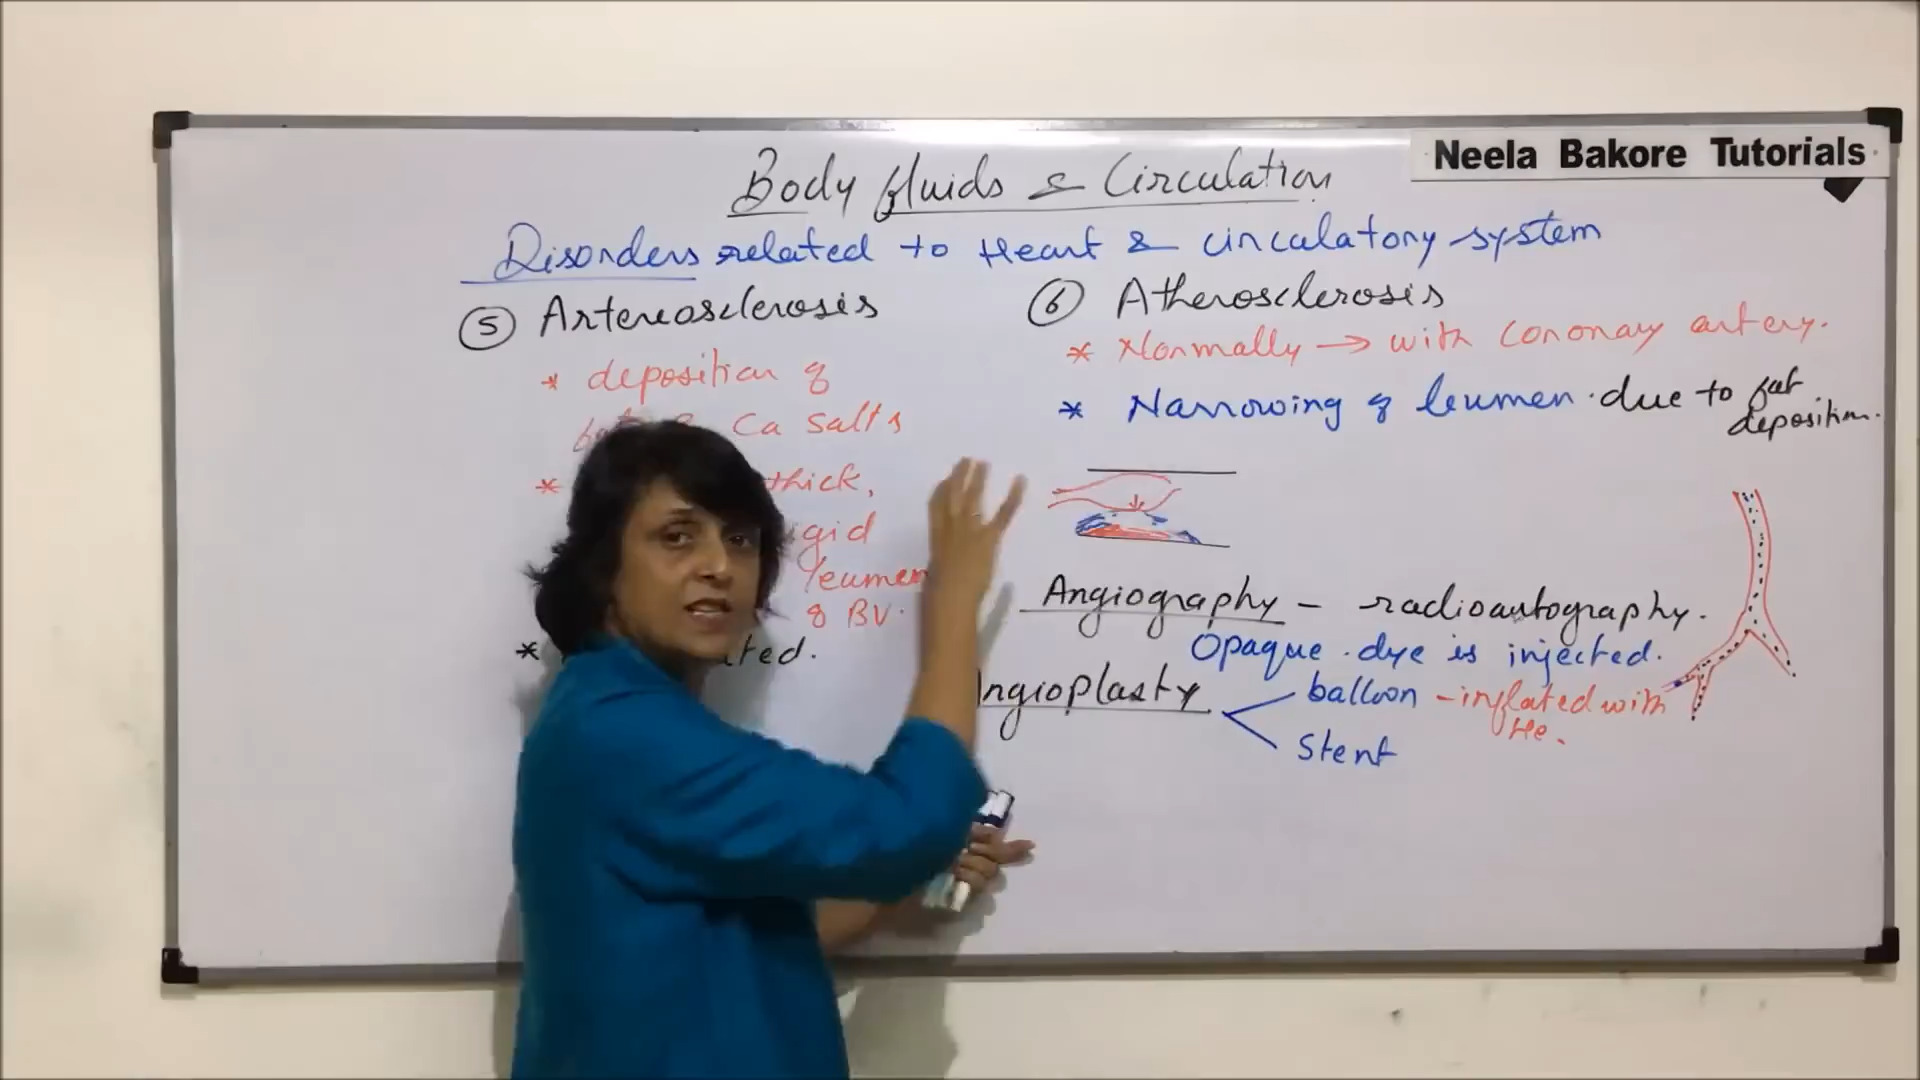 Neela Bakore Tutorials
Body fluids & Circulation
Disorders related to Heart & circulatory system
5 Artereosclerosis
* deposition of
& Ca salts
* thick,
leumen
of BV.
*
6 Atherosclerosis
* Normally → with coronary artery.
* Narrowing of leumen due to fat
deposition.
Angiography - radioautography.
Opaque dye is injected.
ngioplasty
balloon - inflated with
He.
Stent